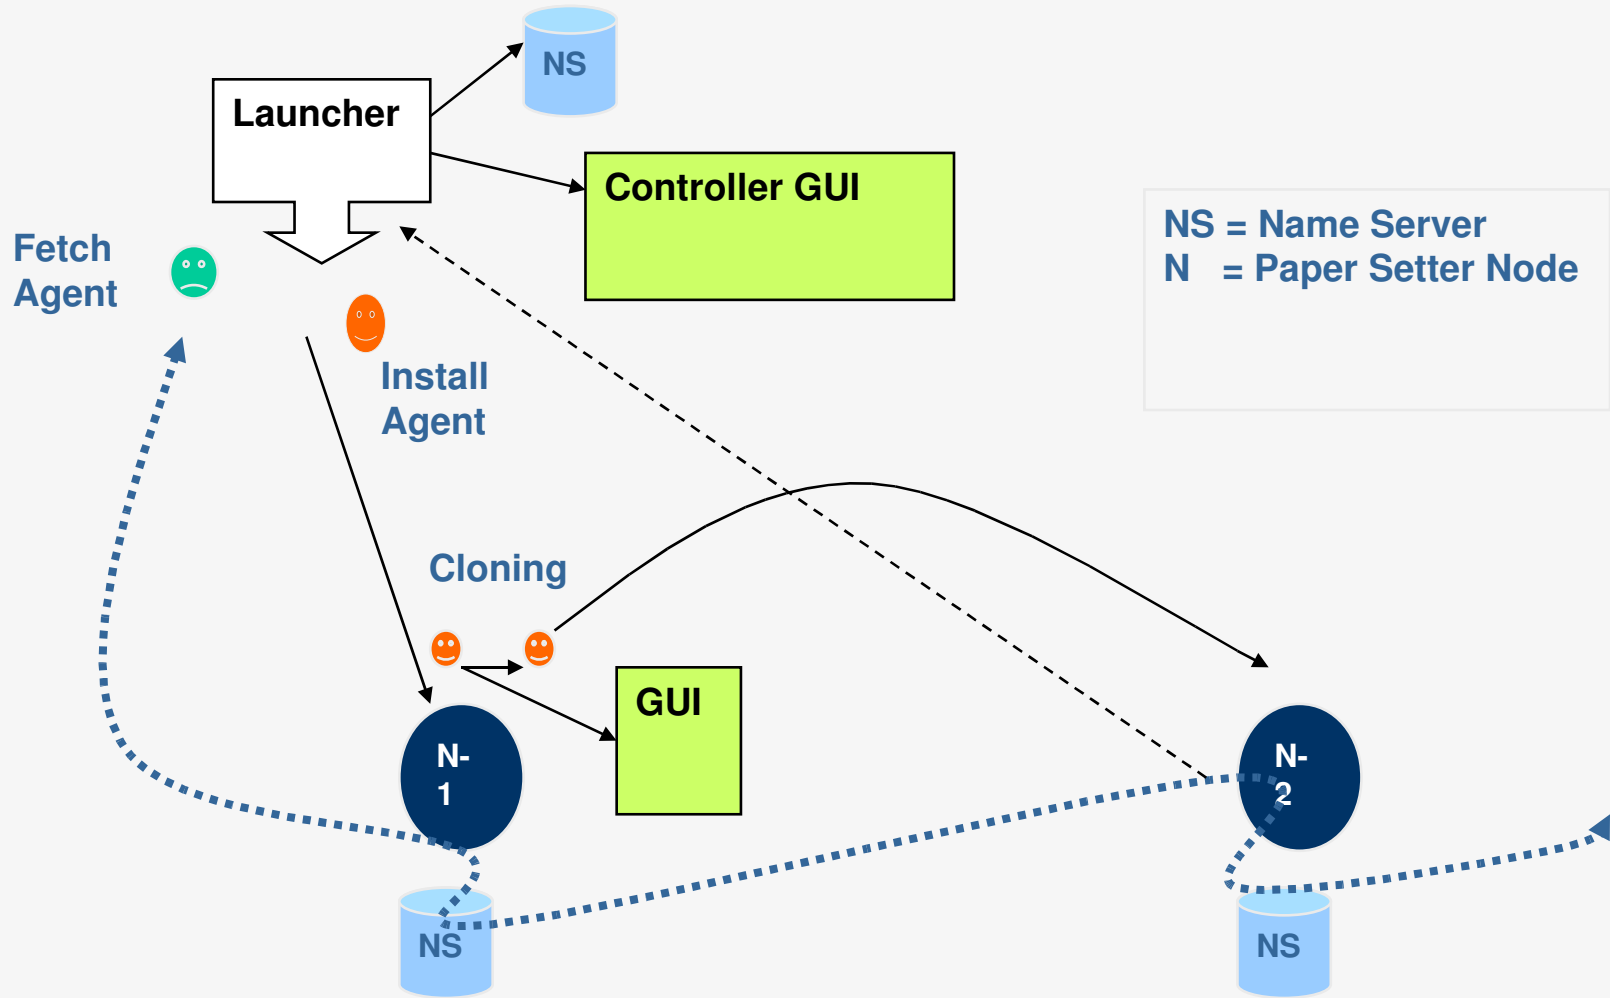 NS
Launcher
Controller GUI
NS = Name Server
N = Paper Setter Node
Fetch
Agent
Install
Agent
Cloning
GUI
N-
1
N-
2
NS
NS